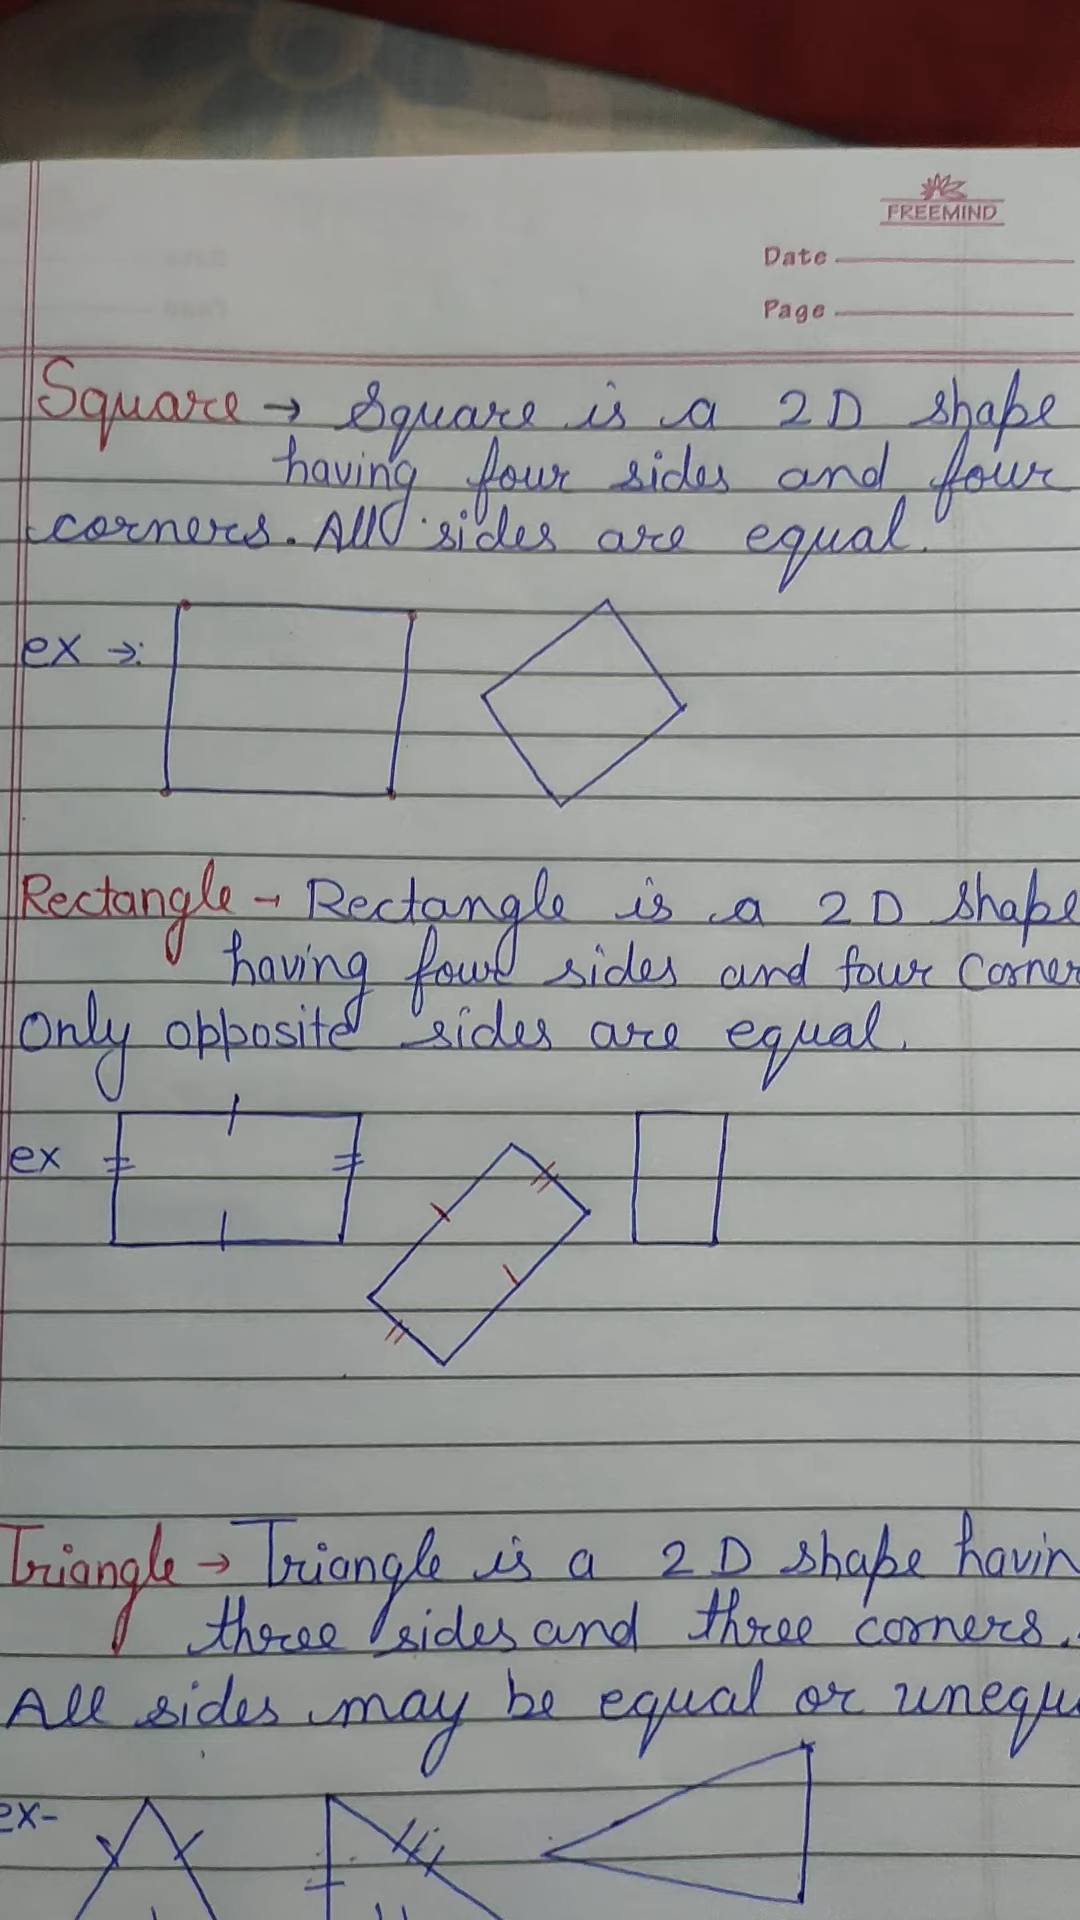 FREEMIND
Date
Page
Square → Square is a 2D shape
having four sides and four
corners. All sides are equal.
ex →:
Rectangle → Rectangle is a 2D shape
having four sides and four corner
Only opposite sides are equal.
ex
Triangle → Triangle is a 2D shape havin
three sides and three corners.
All sides may be equal or unequ
ex-